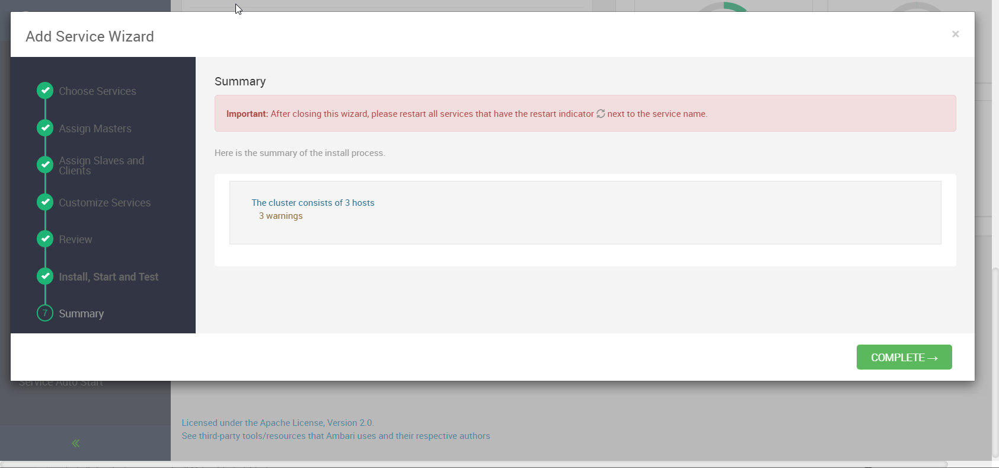 Add Service Wizard
×
Choose Services
Assign Masters
Assign Slaves and
Clients
Customize Services
Review
Install, Start and Test
7 Summary
Summary
Important: After closing this wizard, please restart all services that have the restart indicator next to the service name.
Here is the summary of the install process.
The cluster consists of 3 hosts
3 warnings
COMPLETE →
Service Auto Start
Licensed under the Apache License, Version 2.0.
See third-party tools/resources that Ambari uses and their respective authors